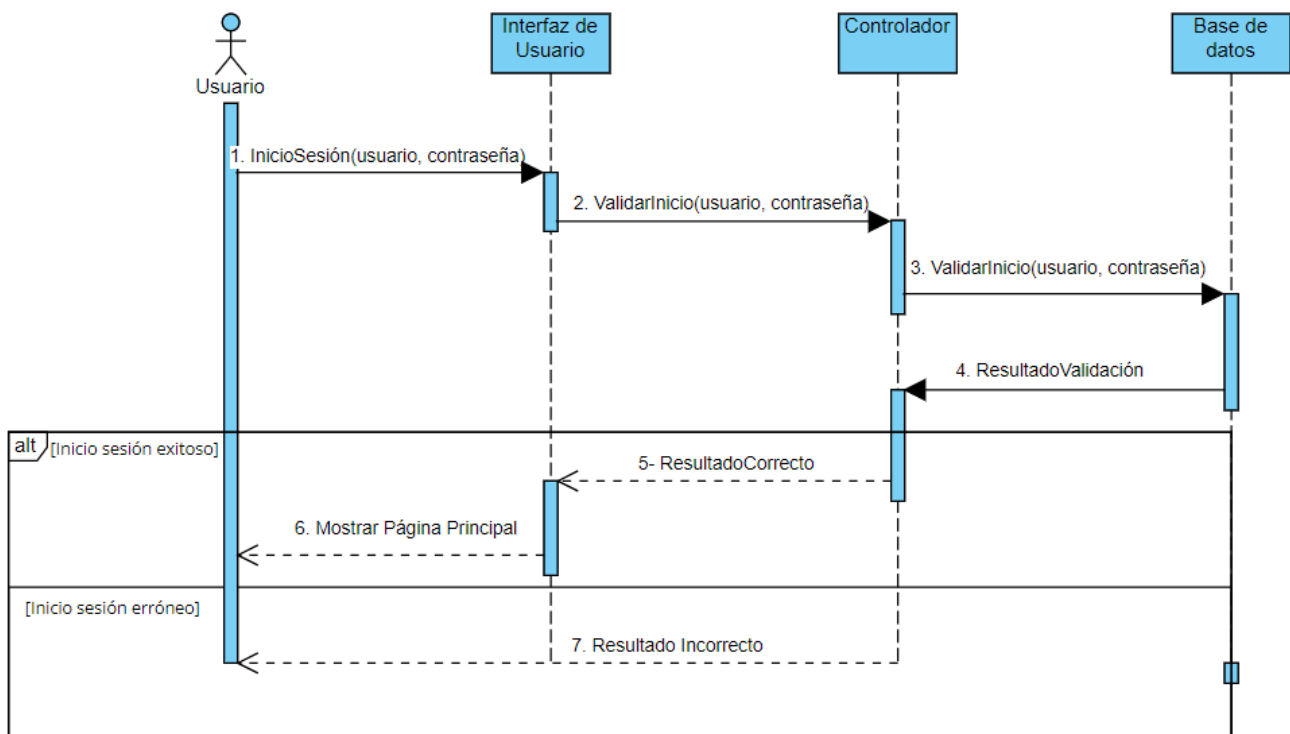 Usuario
Interfaz de
Usuario
Controlador
Base de
datos
1. InicioSesión(usuario, contraseña)
2. ValidarInicio(usuario, contraseña)
3. ValidarInicio(usuario, contraseña)
4. ResultadoValidación
alt
[Inicio sesión exitoso]
5- ResultadoCorrecto
6. Mostrar Página Principal
[Inicio sesión erróneo]
7. Resultado Incorrecto